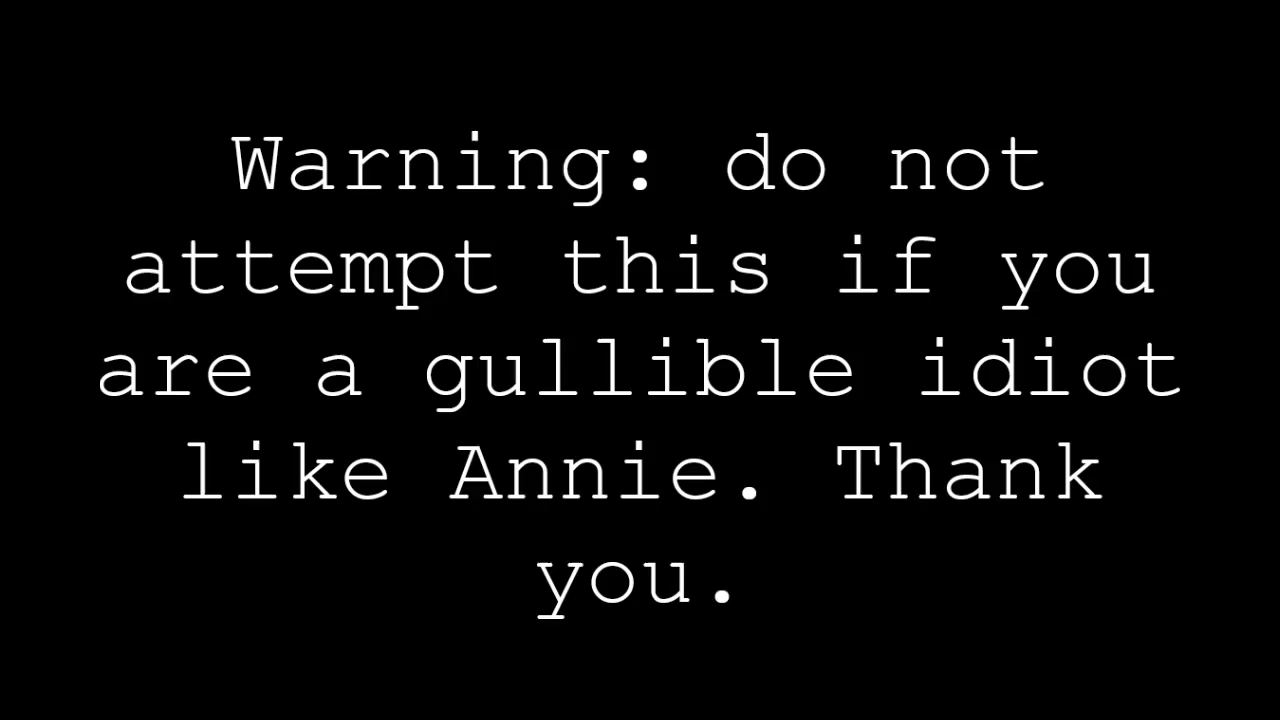 Warning: do not
attempt this if you
are a gullible idiot
like Annie. Thank
you.